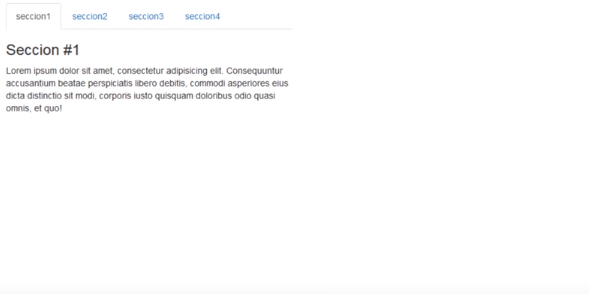 seccion1 seccion2 seccion3 seccion4
Seccion #1
Lorem ipsum dolor sit amet, consectetur adipisicing elit. Consequuntur
accusantium beatae perspiciatis libero debitis, commodi asperiores eius
dicta distinctio sit modi, corporis iusto quisquam doloribus odio quasi
omnis, et quo!